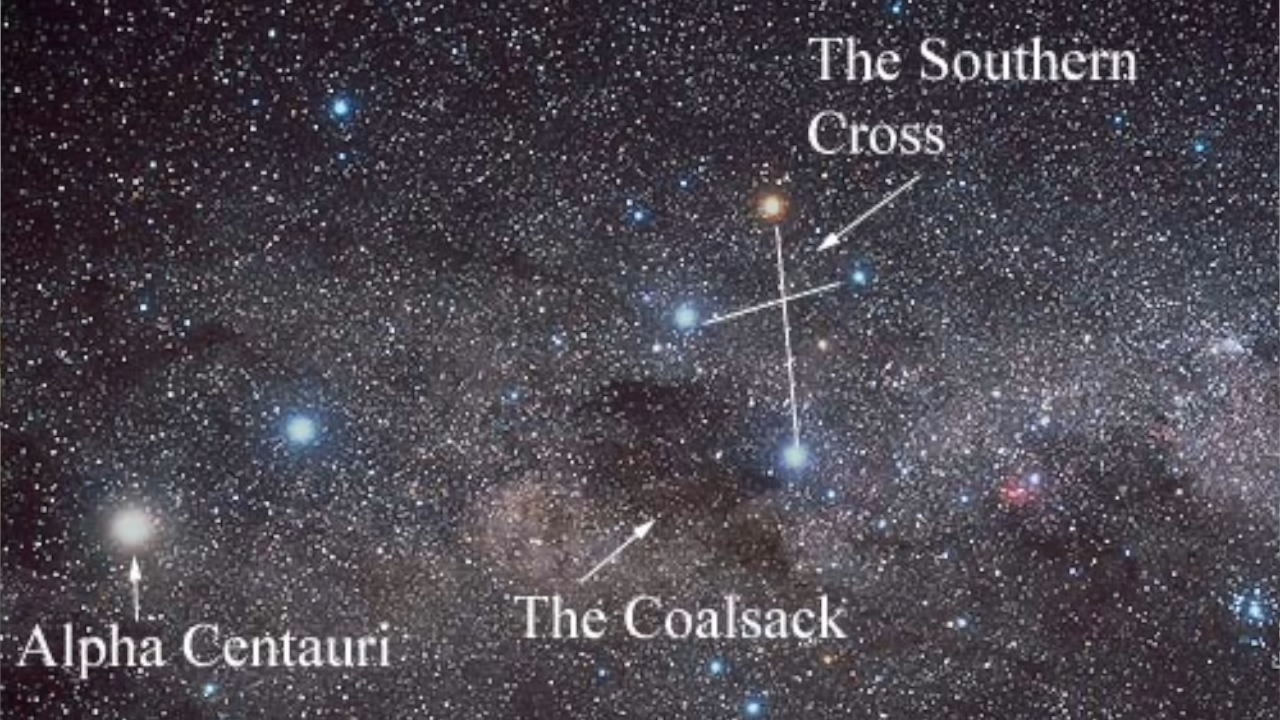 The Southern
Cross
The Coalsack
Alpha Centauri